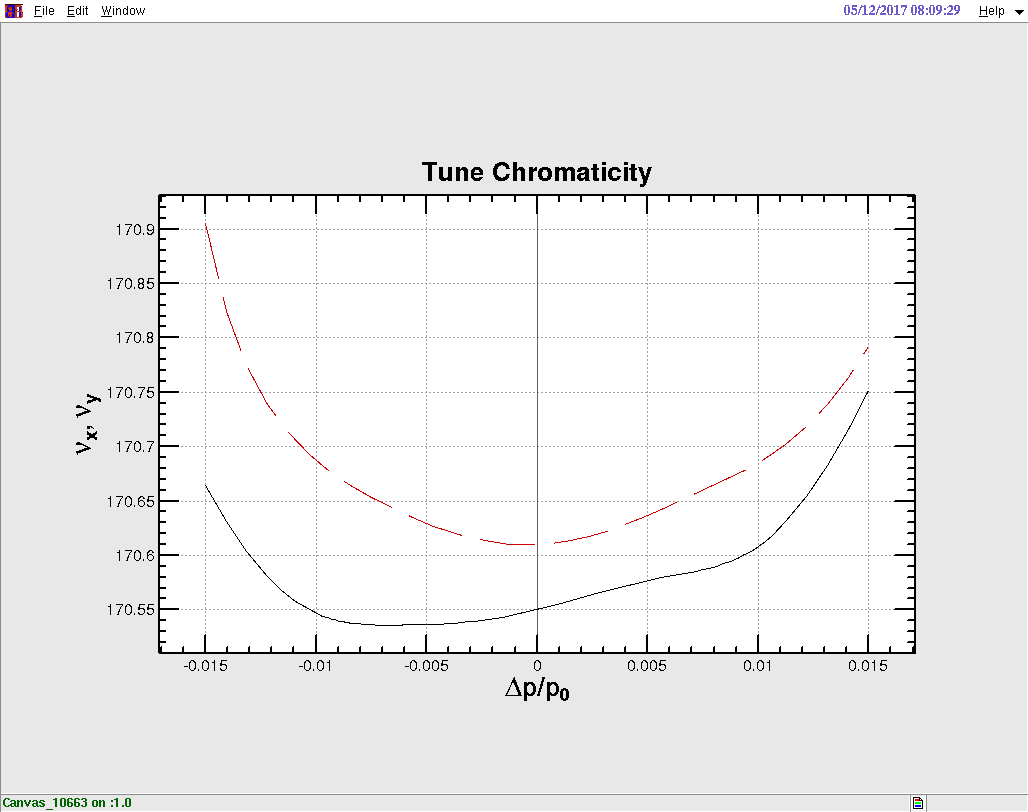 File Edit Window 05/12/2017 08:09:29 Help
Tune Chromaticity
170.9
170.85
170.8
170.75
170.7
170.65
170.6
170.55
νx, νy
-0.015 -0.01 -0.005 0 0.005 0.01 0.015
Δp/p0
Canvas_10663 on :1.0